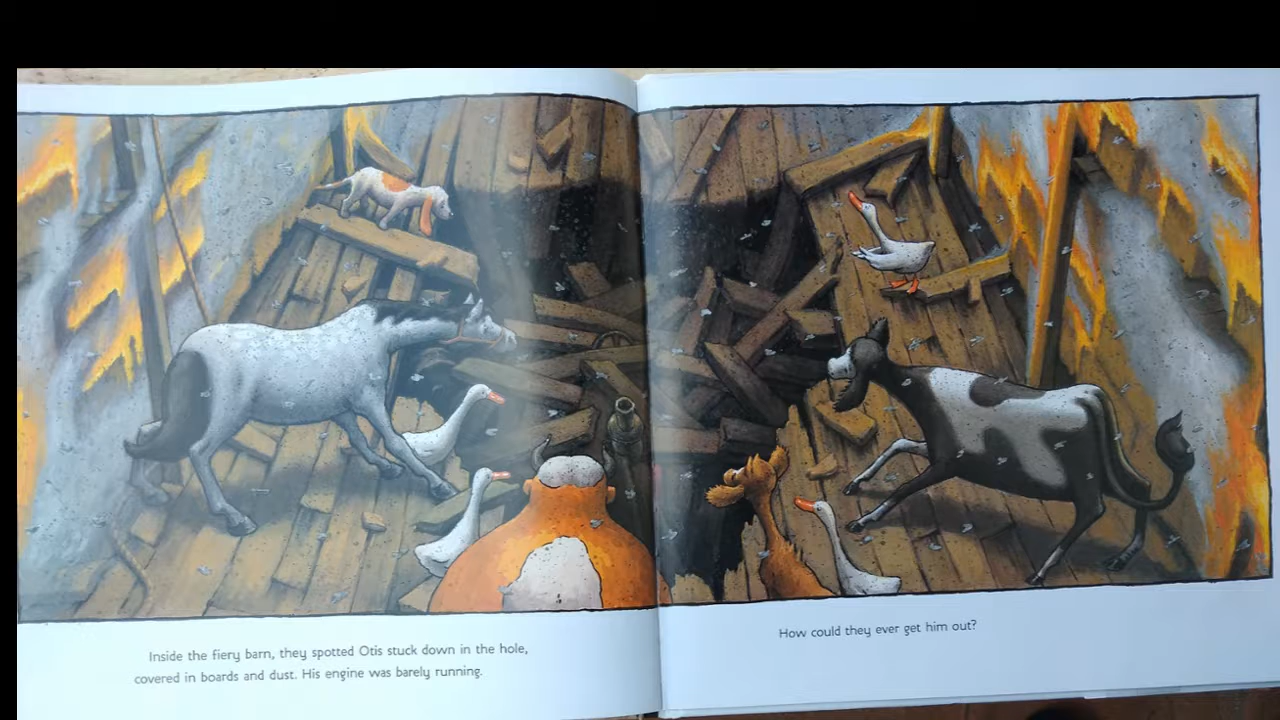 Inside the fiery barn, they spotted Otis stuck down in the hole,
covered in boards and dust. His engine was barely running.
How could they ever get him out?